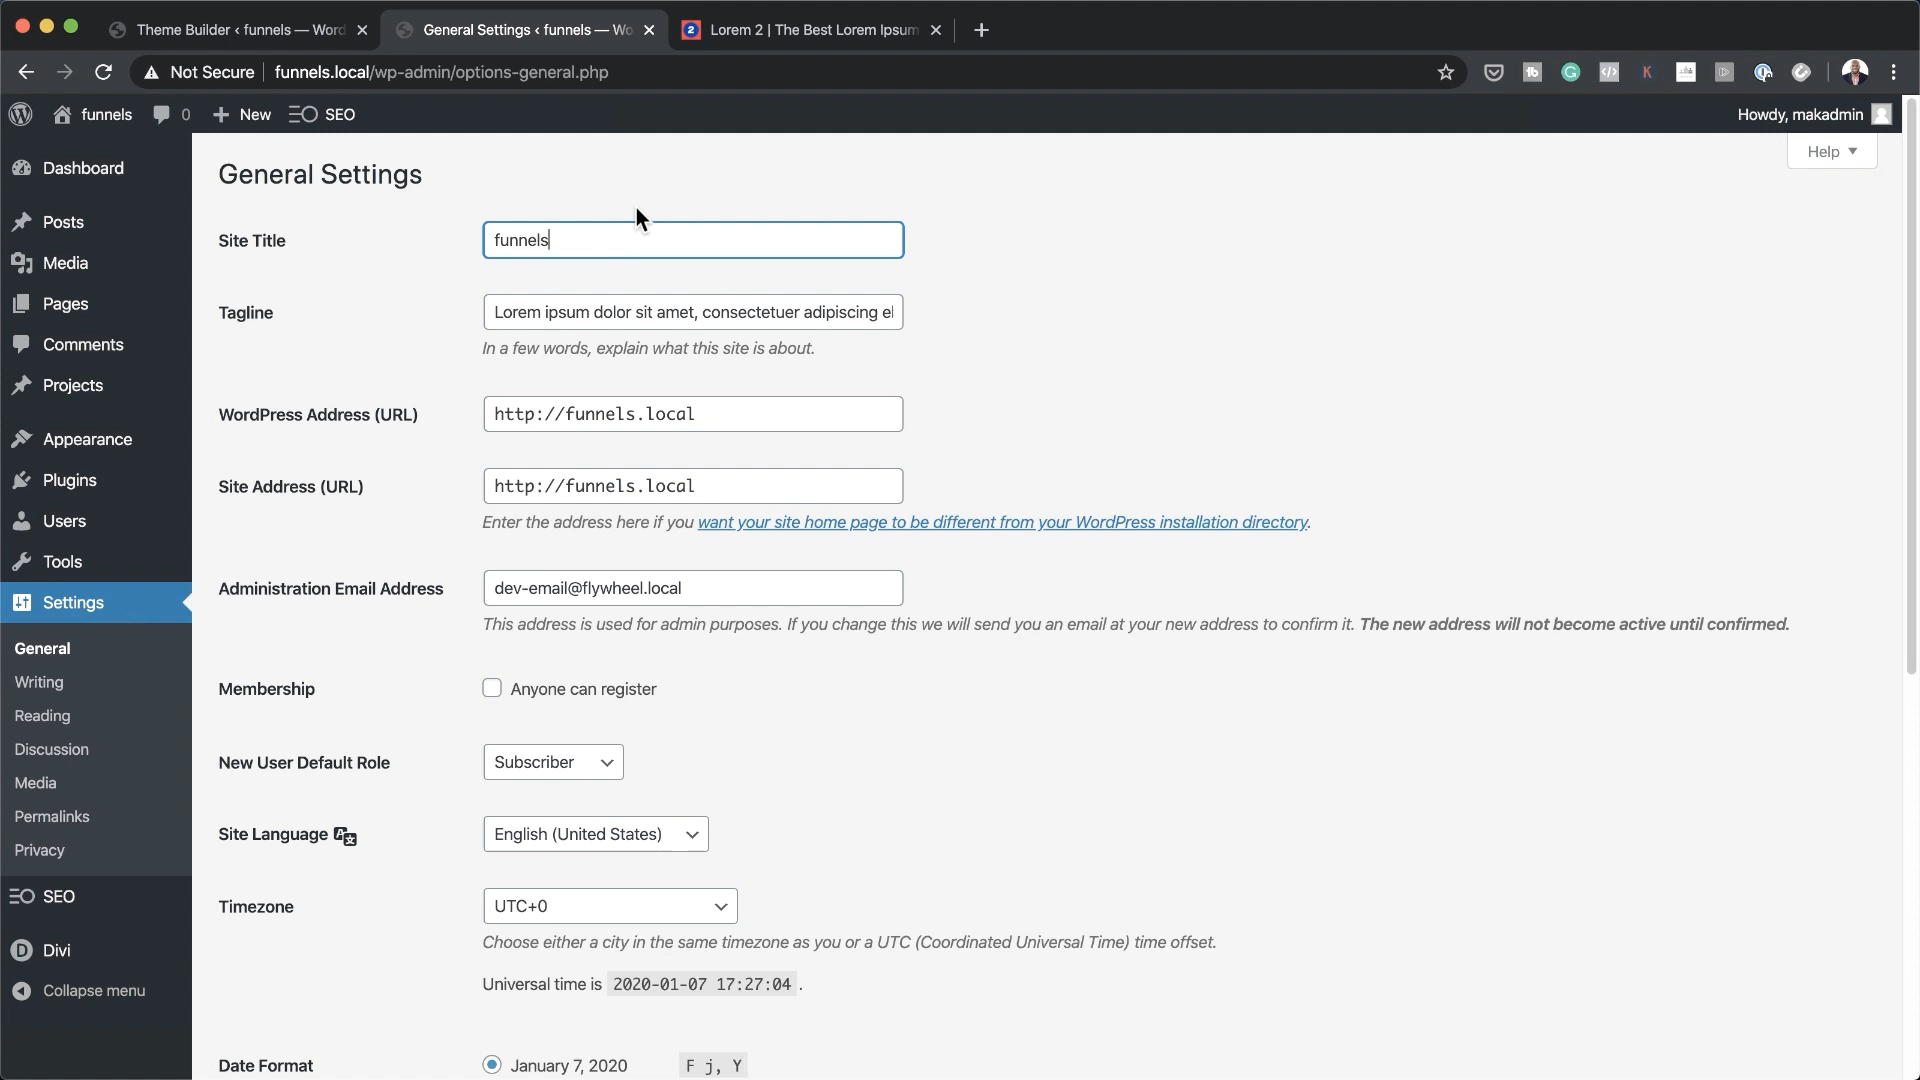 Theme Builder ‹ funnels — Word
General Settings ‹ funnels — Wo
2 Lorem 2 | The Best Lorem Ipsum
Not Secure funnels.local/wp-admin/options-general.php
funnels 0 New SEO Howdy, makadmin
Help
Dashboard
Posts
Media
Pages
Comments
Projects
Appearance
Plugins
Users
Tools
Settings
General
Writing
Reading
Discussion
Media
Permalinks
Privacy
SEO
D Divi
Collapse menu
General Settings
Site Title funnels
Tagline Lorem ipsum dolor sit amet, consectetuer adipiscing el
In a few words, explain what this site is about.
WordPress Address (URL) http://funnels.local
Site Address (URL) http://funnels.local
Enter the address here if you want your site home page to be different from your WordPress installation directory.
Administration Email Address dev-email@flywheel.local
This address is used for admin purposes. If you change this we will send you an email at your new address to confirm it. The new address will not become active until confirmed.
Membership Anyone can register
New User Default Role Subscriber
Site Language English (United States)
Timezone UTC+0
Choose either a city in the same timezone as you or a UTC (Coordinated Universal Time) time offset.
Universal time is 2020-01-07 17:27:04 .
Date Format January 7, 2020 F j, Y